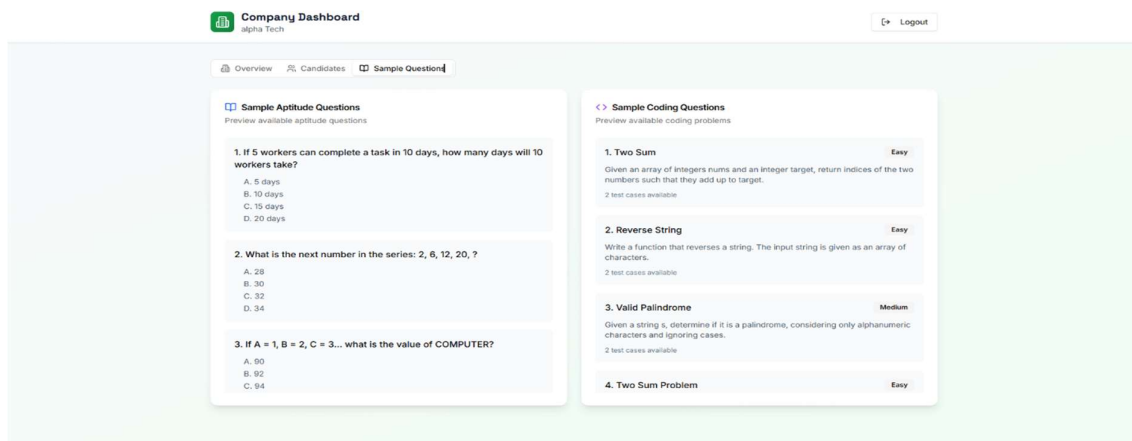 Company Dashboard
alpha Tech
Logout
Overview
Candidates
Sample Questions
Sample Aptitude Questions
Preview available aptitude questions
1. If 5 workers can complete a task in 10 days, how many days will 10
workers take?
A. 5 days
B. 10 days
C. 15 days
D. 20 days
2. What is the next number in the series: 2, 6, 12, 20, ?
A. 28
B. 30
C. 32
D. 34
3. If A = 1, B = 2, C = 3... what is the value of COMPUTER?
A. 90
B. 92
C. 94
Sample Coding Questions
Preview available coding problems
1. Two Sum
Easy
Given an array of integers nums and an integer target, return indices of the two
numbers such that they add up to target.
2 test cases available
2. Reverse String
Easy
Write a function that reverses a string. The input string is given as an array of
characters.
2 test cases available
3. Valid Palindrome
Medium
Given a string s, determine if it is a palindrome, considering only alphanumeric
characters and ignoring cases.
2 test cases available
4. Two Sum Problem
Easy